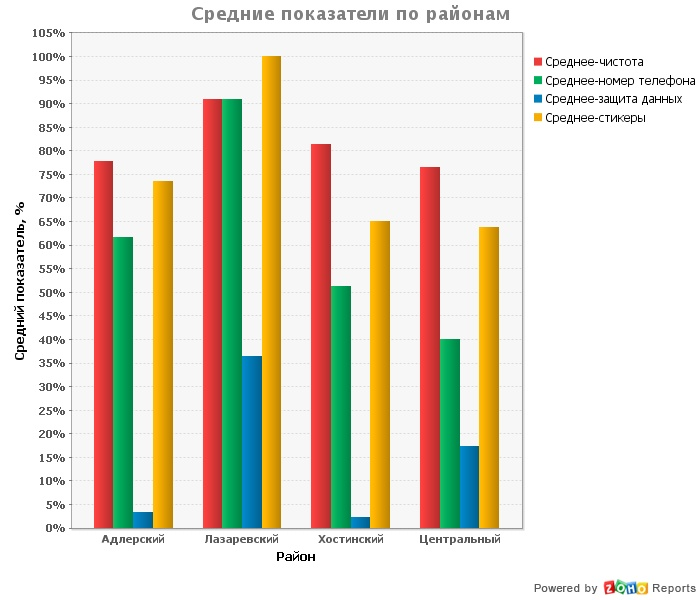 Средние показатели по районам
105%
100%
95%
90%
85%
80%
75%
70%
65%
60%
55%
50%
45%
40%
35%
30%
25%
20%
15%
10%
5%
0%
Средний показатель, %
Адлерский Лазаревский Хостинский Центральный
Район
Среднее-чистота
Среднее-номер телефона
Среднее-защита данных
Среднее-стикеры
Powered by ZOHO Reports